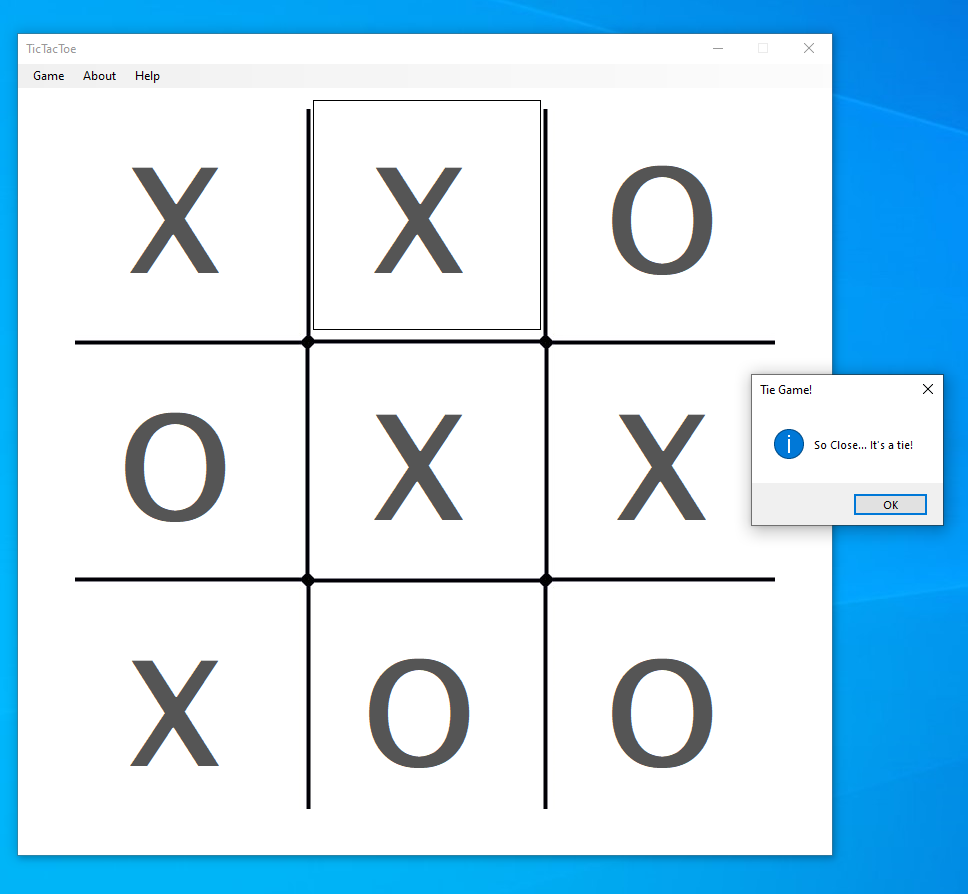 TicTacToe
Game About Help
X X O
O X X
X O O
Tie Game!
So Close... It's a tie!
OK